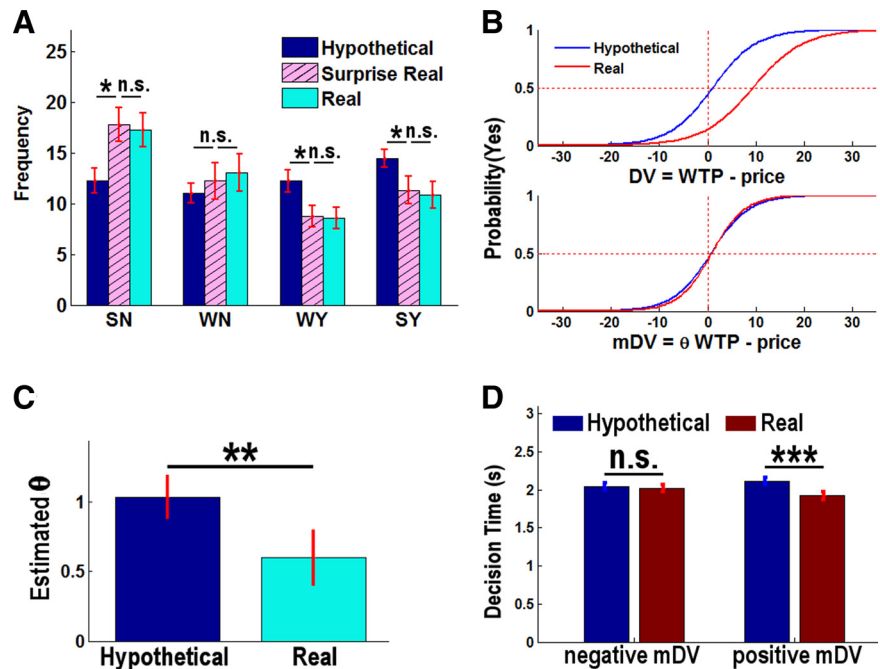 A
Hypothetical
Surprise Real
Real
25
20
15
10
5
0
Frequency
* n.s.
n.s.
* n.s.
* n.s.
SN WN WY SY
B
Hypothetical
Real
1
0.5
0
-30 -20 -10 0 10 20 30
DV = WTP - price
Probability(Yes)
1
0.5
0
-30 -20 -10 0 10 20 30
mDV = θ WTP - price
C
**
1
0.5
0
Estimated θ
Hypothetical Real
D
Hypothetical Real
3
2.5
2
1.5
1
0.5
0
Decision Time (s)
n.s.
***
negative mDV positive mDV